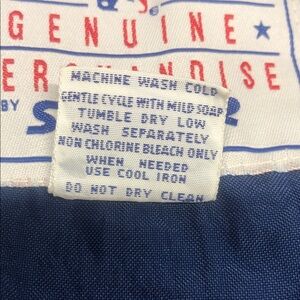 GENUINE
ERCHANDISE
BY S
MACHINE WASH COLD
GENTLE CYCLE WITH MILD SOAP
TUMBLE DRY LOW
WASH SEPARATELY
NON CHLORINE BLEACH ONLY
WHEN NEEDED
USE COOL IRON
DO NOT DRY CLEAN